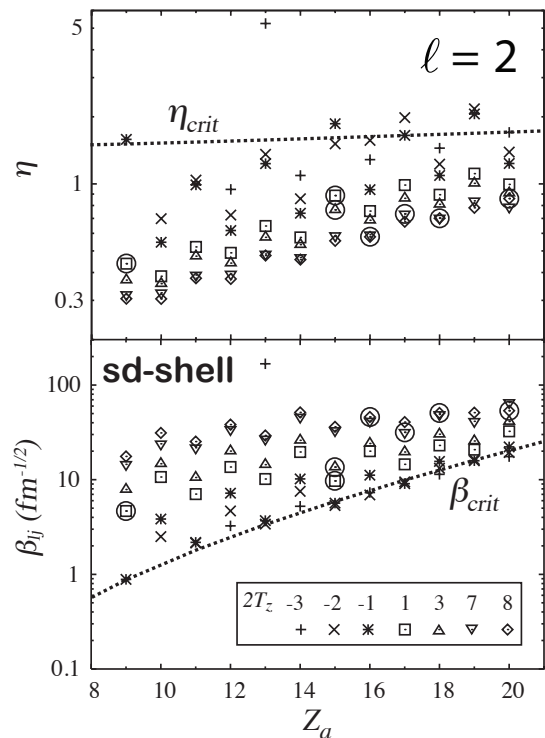 5
ℓ = 2
η_crit
η
1
0.3
sd-shell
100
β_lj (fm^-1/2)
10
β_crit
1
2T_z -3 -2 -1 1 3 7 8
0.1
8 10 12 14 16 18 20
Z_a